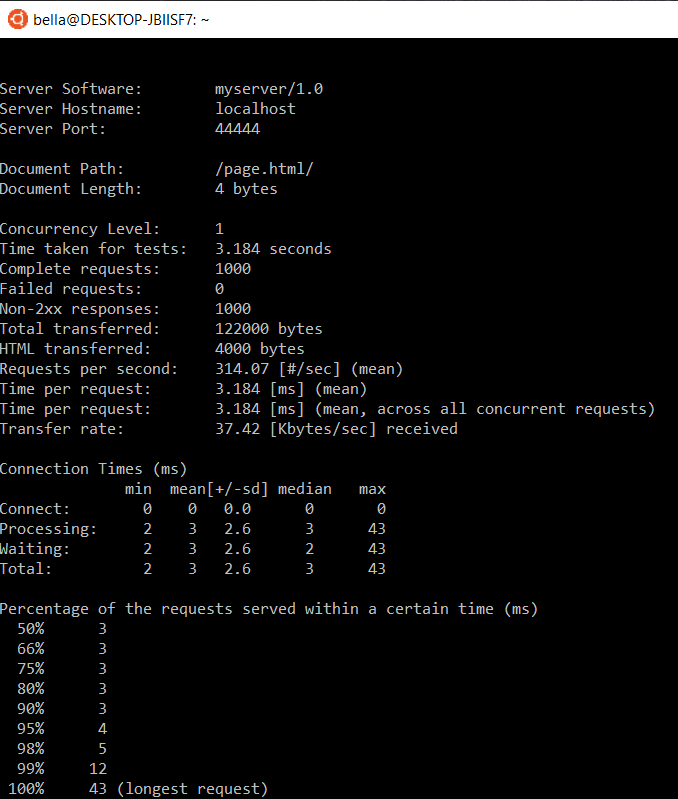 bella@DESKTOP-JBIISF7: ~
Server Software:        myserver/1.0
Server Hostname:        localhost
Server Port:            44444
Document Path:          /page.html/
Document Length:        4 bytes
Concurrency Level:      1
Time taken for tests:   3.184 seconds
Complete requests:      1000
Failed requests:        0
Non-2xx responses:      1000
Total transferred:      122000 bytes
HTML transferred:       4000 bytes
Requests per second:    314.07 [#/sec] (mean)
Time per request:       3.184 [ms] (mean)
Time per request:       3.184 [ms] (mean, across all concurrent requests)
Transfer rate:          37.42 [Kbytes/sec] received
Connection Times (ms)
              min  mean[+/-sd] median   max
Connect:        0    0   0.0      0       0
Processing:     2    3   2.6      3      43
Waiting:        2    3   2.6      2      43
Total:          2    3   2.6      3      43
Percentage of the requests served within a certain time (ms)
  50%      3
  66%      3
  75%      3
  80%      3
  90%      3
  95%      4
  98%      5
  99%     12
 100%     43 (longest request)